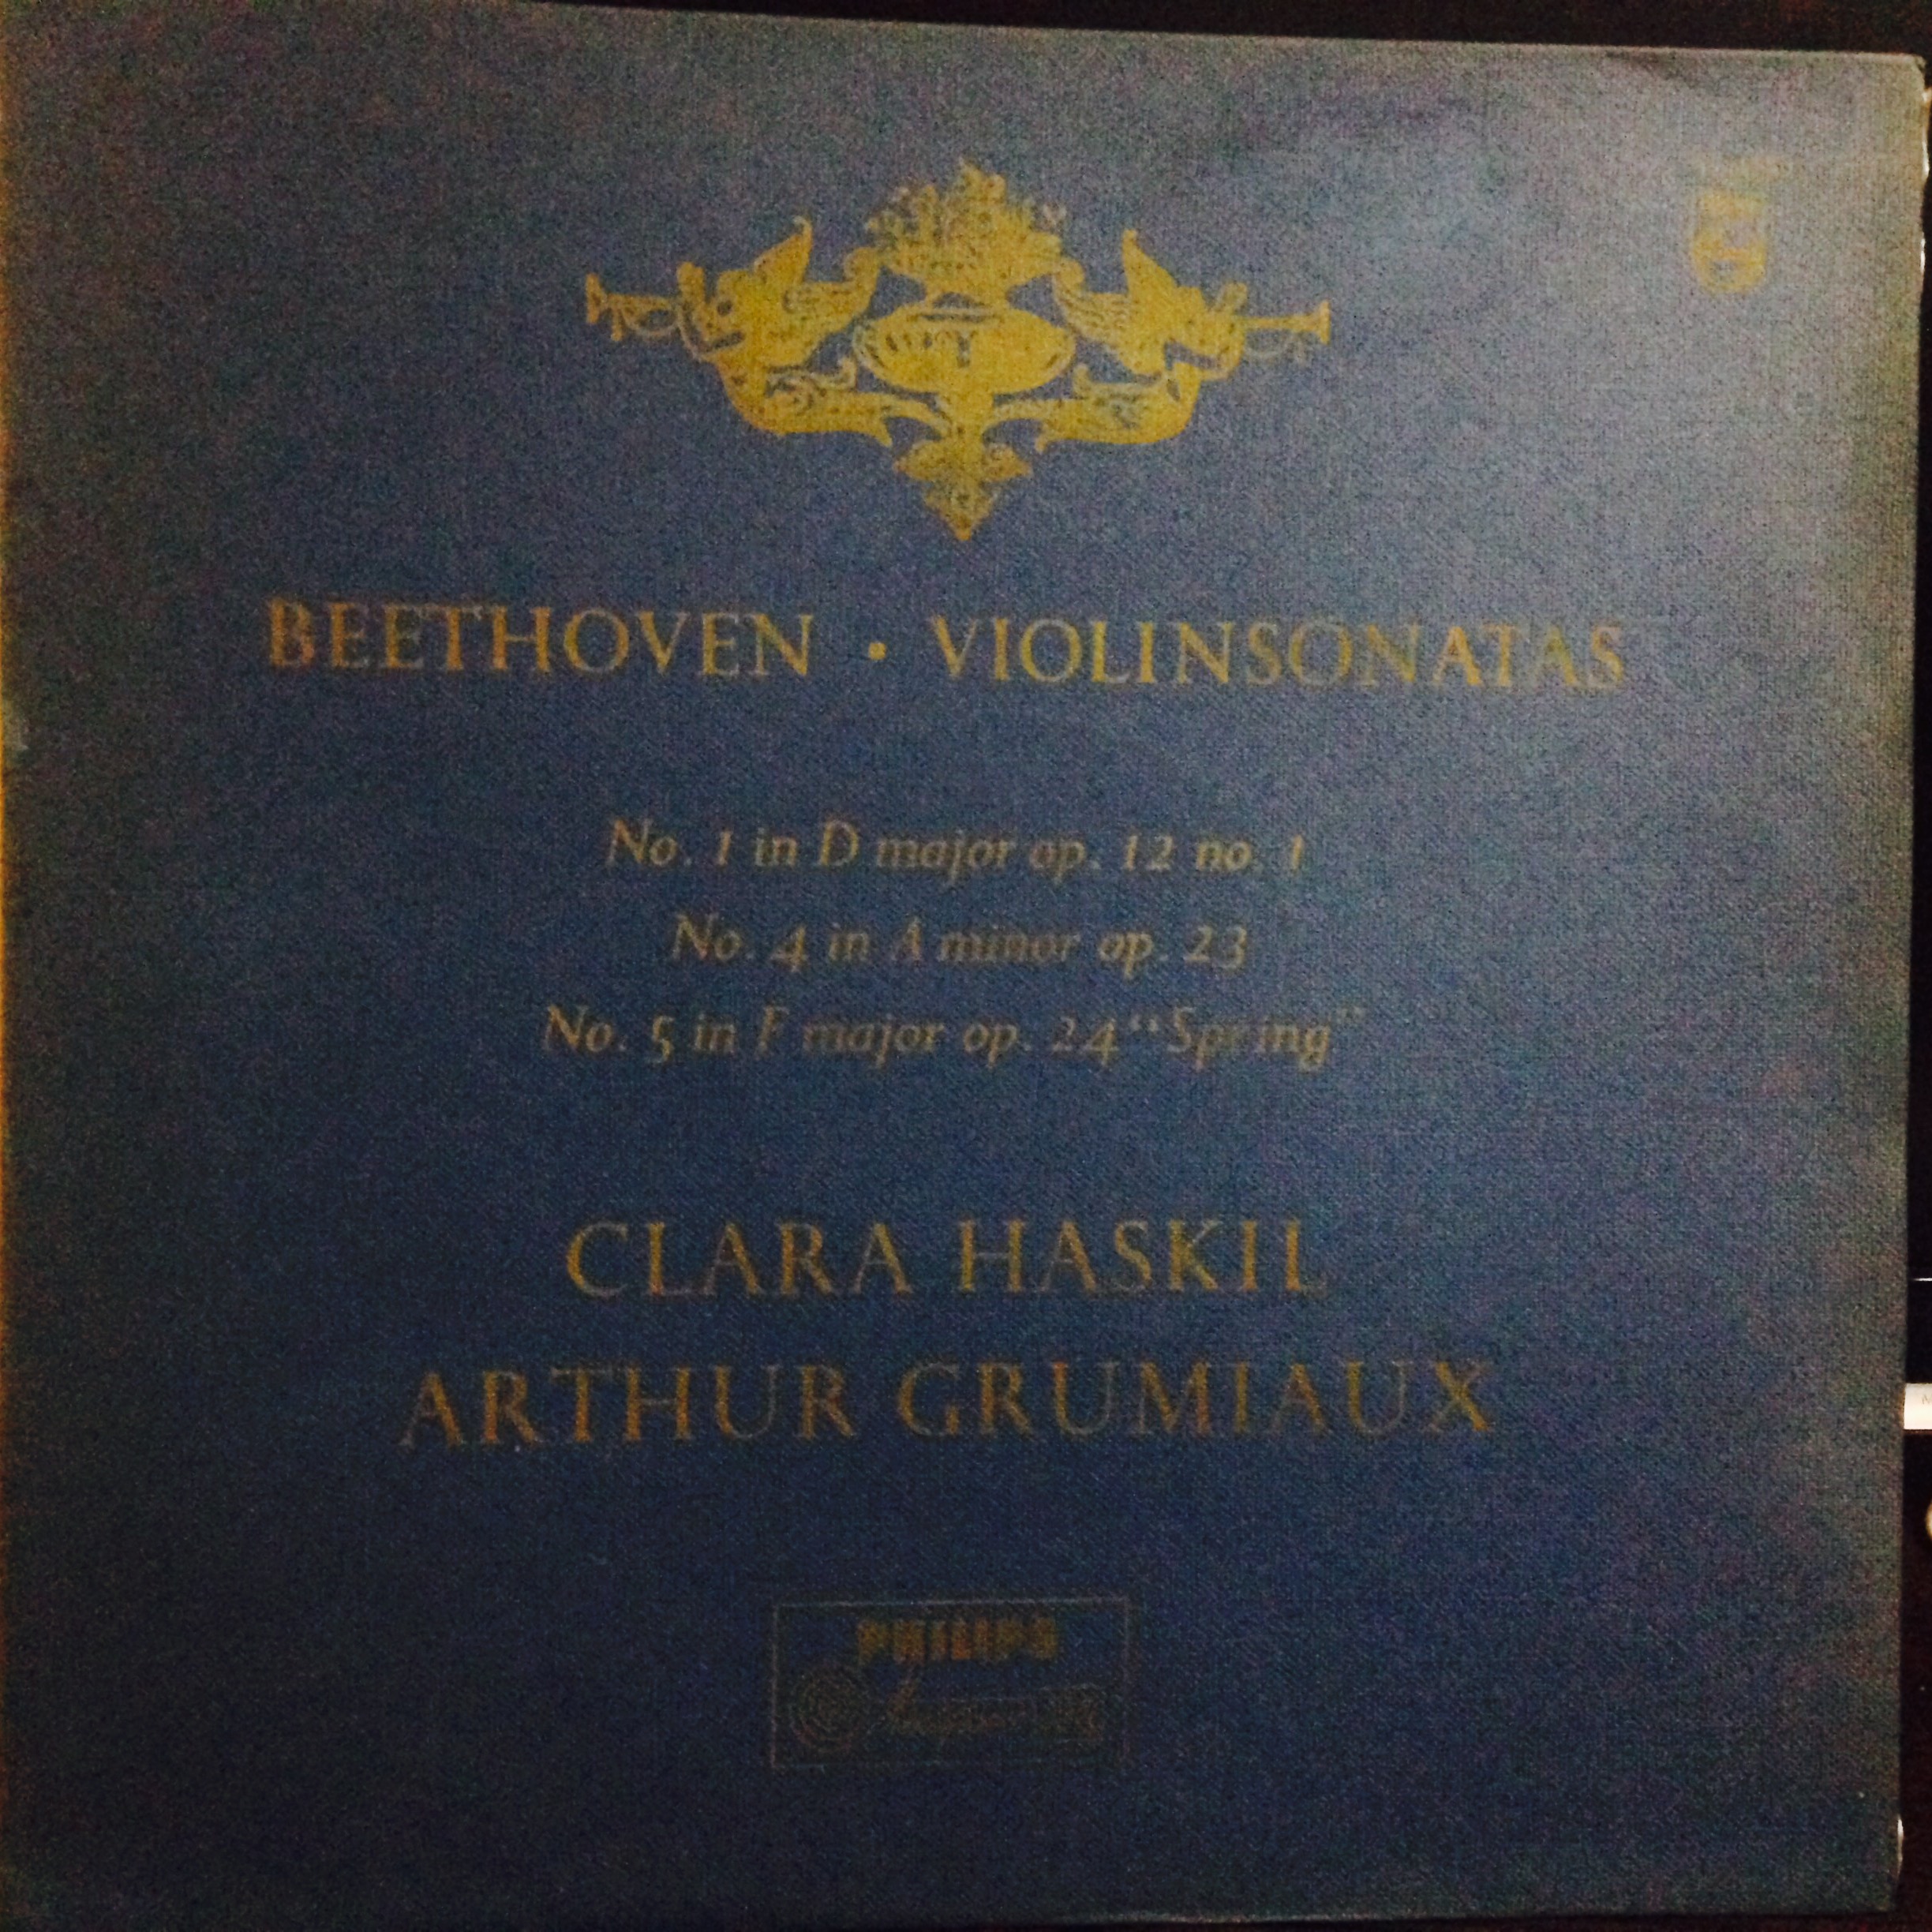 BEETHOVEN · VIOLINSONATAS
No. 1 in D major op. 12 no. 1
No. 4 in A minor op. 23
No. 5 in F major op. 24 “Spring”
CLARA HASKIL
ARTHUR GRUMIAUX
PHILIPS